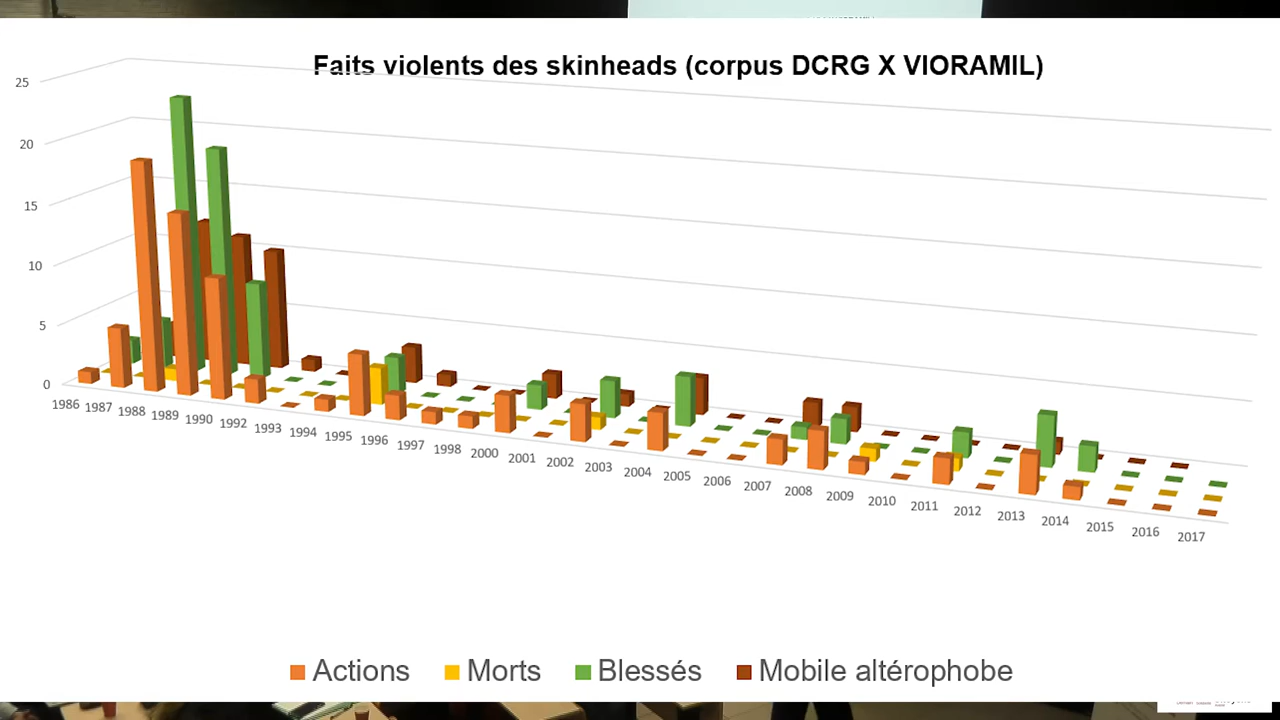 Faits violents des skinheads (corpus DCRG X VIORAMIL)
25
20
15
10
5
0
1986 1987 1988 1989 1990 1992 1993 1994 1995 1996 1997 1998 2000 2001 2002 2003 2004 2005 2006 2007 2008 2009 2010 2011 2012 2013 2014 2015 2016 2017
Actions Morts Blessés Mobile altérophobe